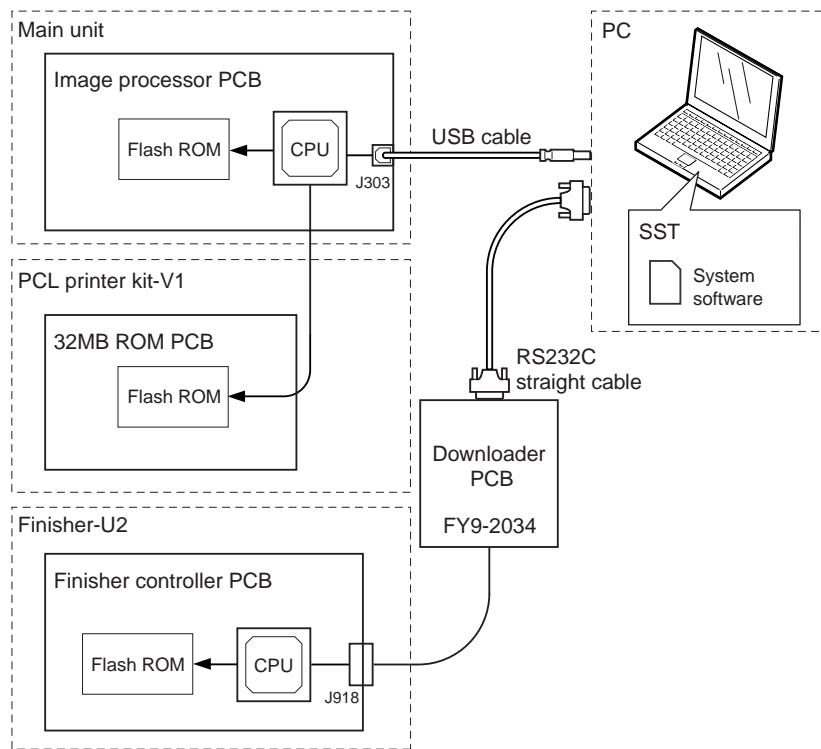 Main unit
Image processor PCB
Flash ROM
CPU
J303
USB cable
PC
SST
System
software
PCL printer kit-V1
32MB ROM PCB
Flash ROM
RS232C
straight cable
Downloader
PCB
FY9-2034
Finisher-U2
Finisher controller PCB
Flash ROM
CPU
J918